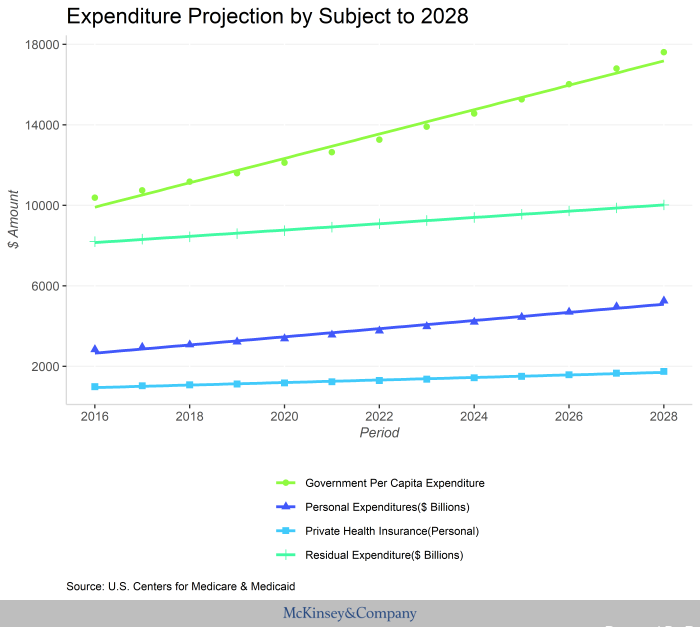 Expenditure Projection by Subject to 2028
18000
14000
10000
6000
2000
$ Amount
2016 2018 2020 2022 2024 2026 2028
Period
Government Per Capita Expenditure
Personal Expenditures($ Billions)
Private Health Insurance(Personal)
Residual Expenditure($ Billions)
Source: U.S. Centers for Medicare & Medicaid
McKinsey&Company